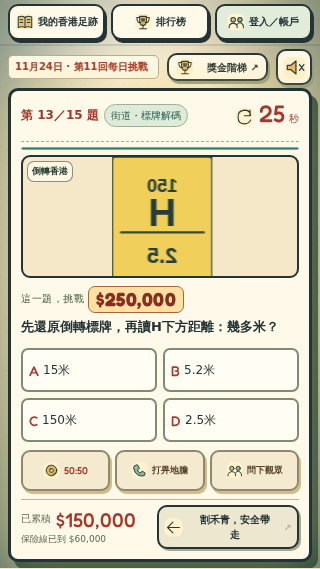 我的香港足跡
排行榜
登入／帳戶
11月24日 · 第11回每日挑戰
獎金階梯 ↗
第 13／15 題
街道 · 標牌解碼
25 秒
倒轉香港
150
H
2.5
這一題，挑戰 $250,000
先還原倒轉標牌，再讀H下方距離：幾多米？
A 15米
B 5.2米
C 150米
D 2.5米
50:50
打畀地膽
問下觀眾
已累積 $150,000
保險線已到 $60,000
割禾青，安全帶
走
↗